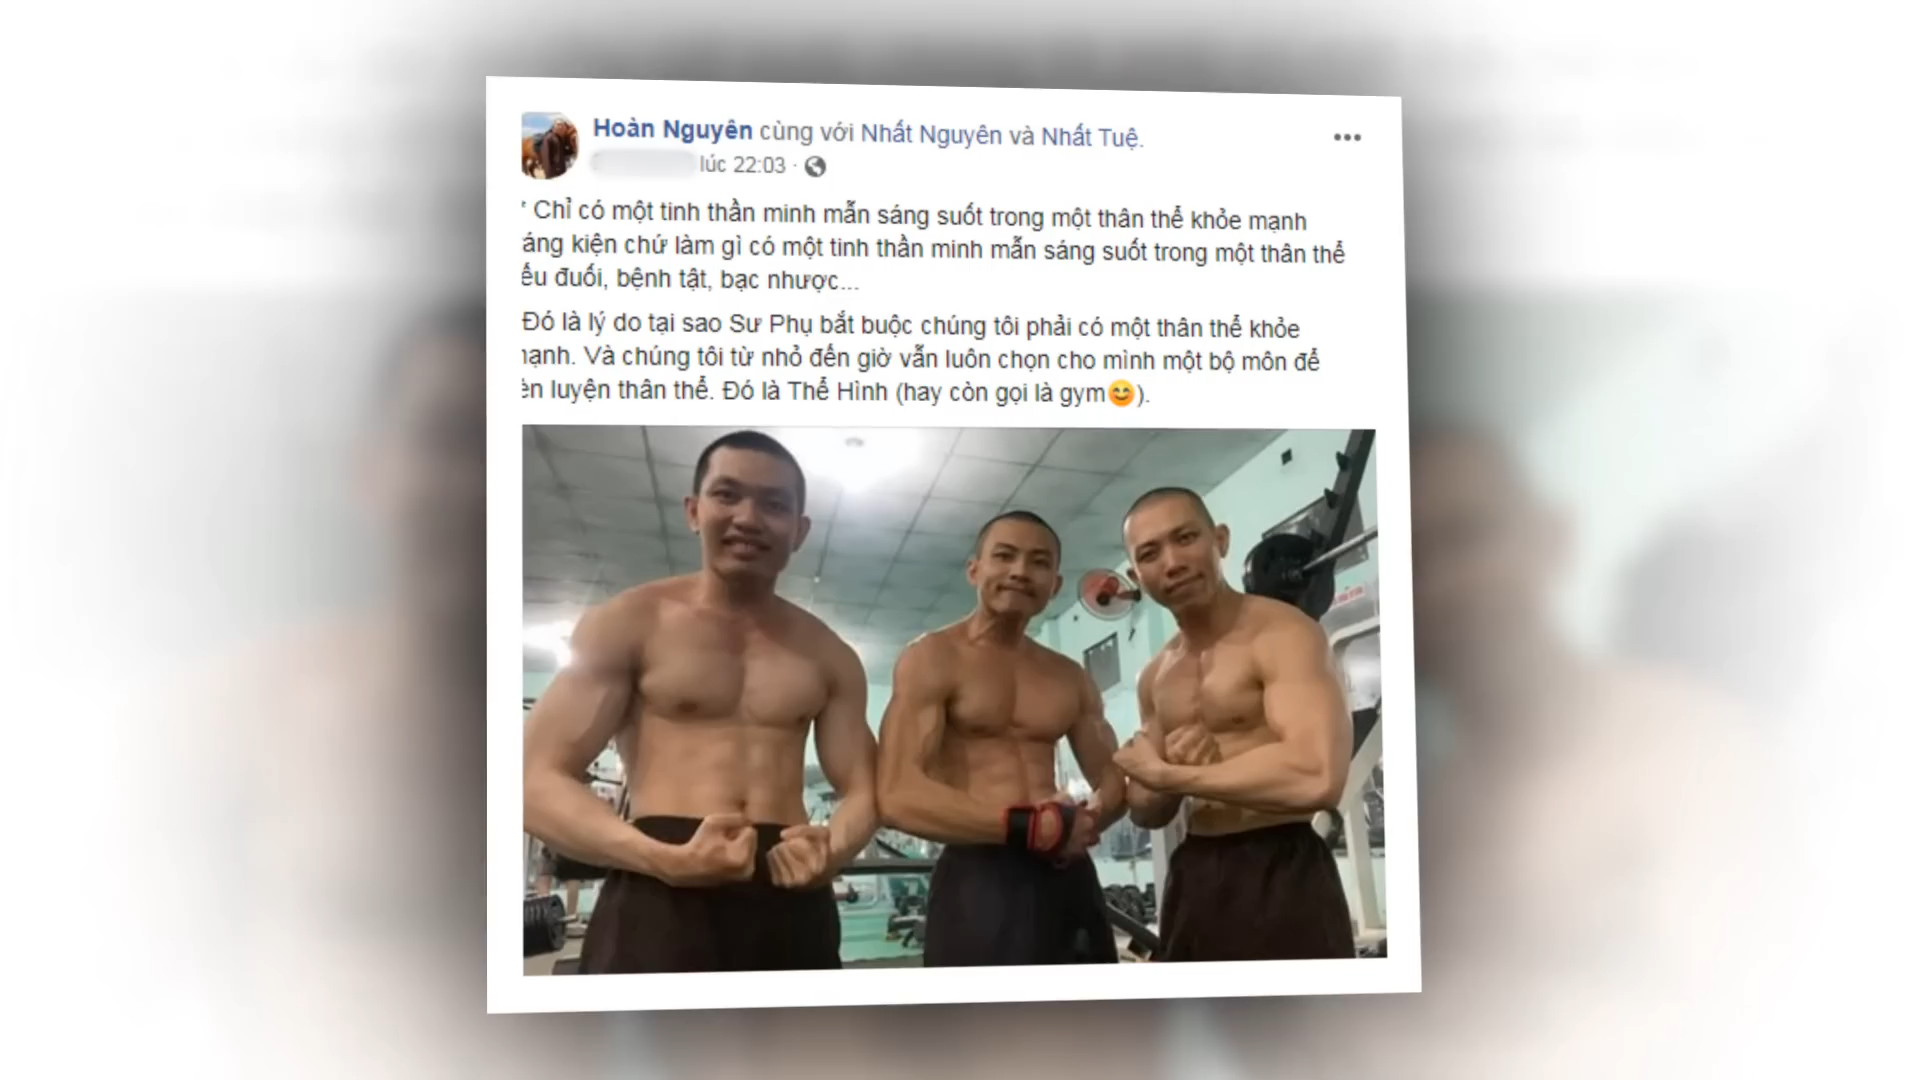 Hoàn Nguyên cùng với Nhất Nguyên và Nhất Tuệ.
lúc 22:03 ·
* Chỉ có một tinh thần minh mẫn sáng suốt trong một thân thể khỏe mạnh
áng kiện chứ làm gì có một tinh thần minh mẫn sáng suốt trong một thân thể
ếu đuối, bệnh tật, bạc nhược...
Đó là lý do tại sao Sư Phụ bắt buộc chúng tôi phải có một thân thể khỏe
mạnh. Và chúng tôi từ nhỏ đến giờ vẫn luôn chọn cho mình một bộ môn để
èn luyện thân thể. Đó là Thể Hình (hay còn gọi là gym😊).